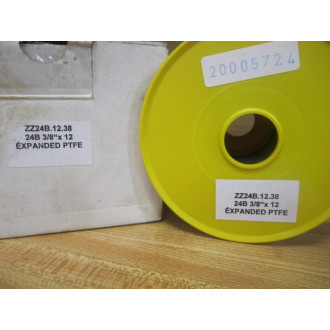 ZZ24B.12.38
24B 3/8"x 12
EXPANDED PTFE
20005724
ZZ24B.12.38
24B 3/8"x 12
EXPANDED PTFE